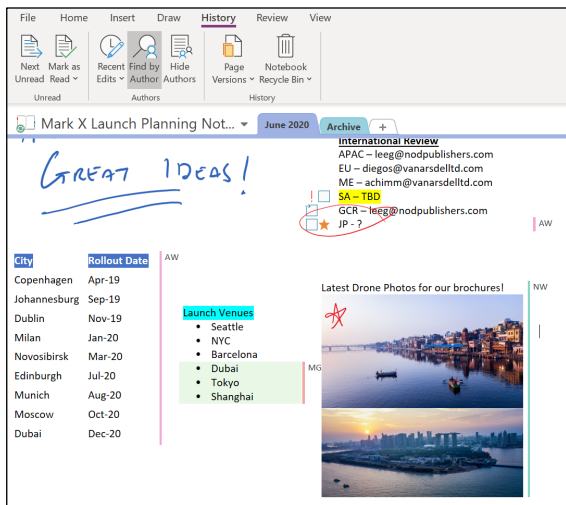 File Home Insert Draw History Review View
Next Unread
Mark as Read
Recent Edits
Find by Author
Hide Authors
Page Versions
Notebook Recycle Bin
Unread Authors History
Mark X Launch Planning Not... June 2020 Archive +
GREAT IDEAS!
International Review
APAC – leeg@nodpublishers.com
EU – diegos@vanarsdelltd.com
ME – achimm@vanarsdelltd.com
SA – TBD
GCR – leeg@nodpublishers.com
JP - ?
AW
City Rollout Date
AW
Copenhagen Apr-19
Johannesburg Sep-19
Dublin Nov-19
Milan Jan-20
Novosibirsk Mar-20
Edinburgh Jul-20
Munich Aug-20
Moscow Oct-20
Dubai Dec-20
Launch Venues
• Seattle
• NYC
• Barcelona
• Dubai
• Tokyo
• Shanghai
MG
Latest Drone Photos for our brochures!
NW